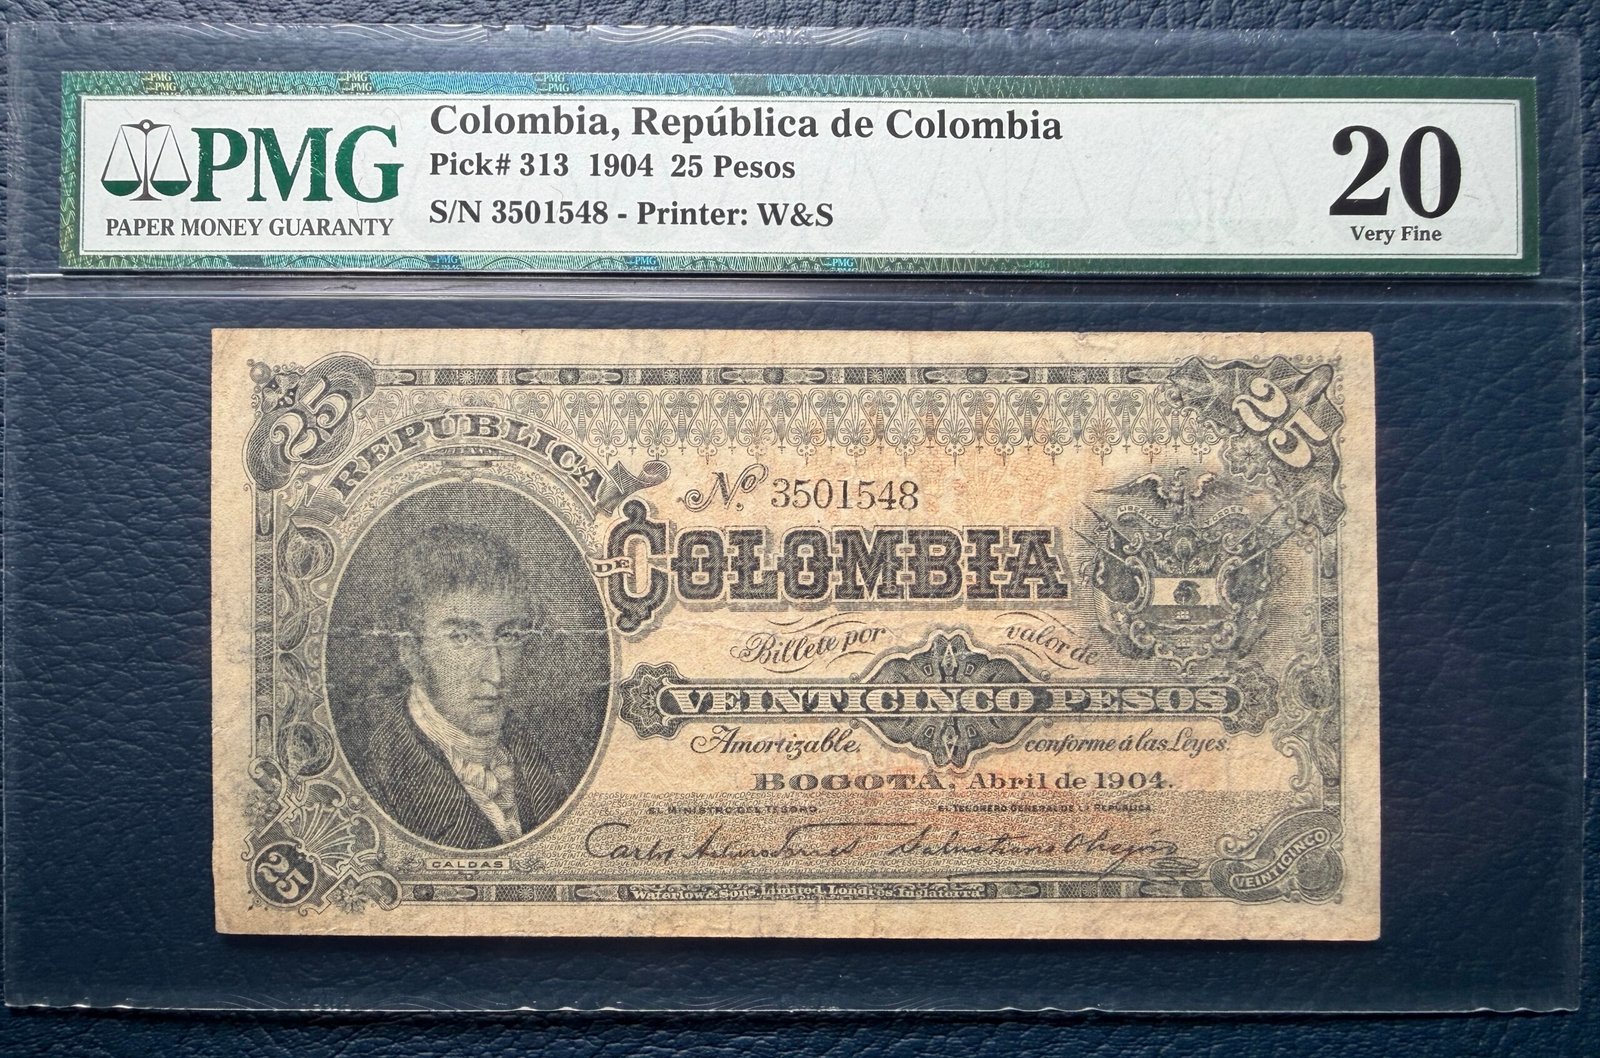 PMG
PAPER MONEY GUARANTY
Colombia, República de Colombia
Pick# 313 1904 25 Pesos
S/N 3501548 - Printer: W&S
20
Very Fine
25
25
REPÚBLICA
No. 3501548
DE COLOMBIA
LIBERTAD Y ORDEN
Billete por valor de
VEINTICINCO PESOS
Amortizable, conforme á las Leyes.
BOGOTÁ, Abril de 1904.
EL MINISTRO DEL TESORO
EL TESORERO GENERAL DE LA REPÚBLICA
CALDAS
25
VEINTICINCO
Waterlow & Sons, Limited, Londres, Inglaterra.